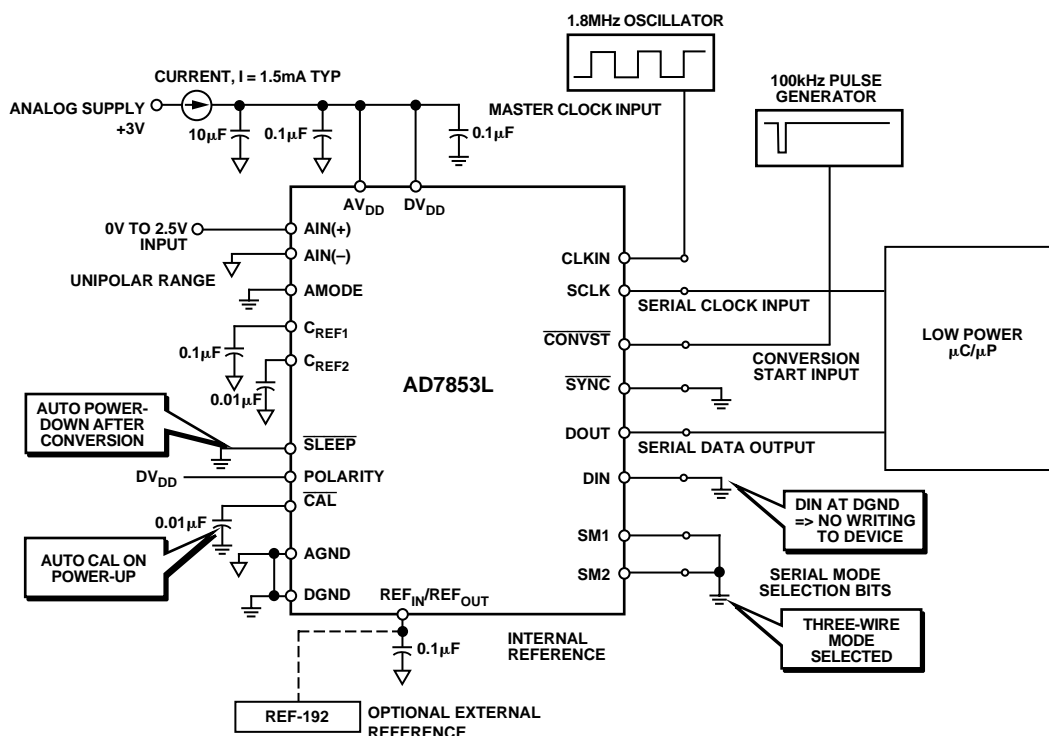 1.8MHz OSCILLATOR
CURRENT, I = 1.5mA TYP
100kHz PULSE
GENERATOR
ANALOG SUPPLY
+3V
MASTER CLOCK INPUT
10µF
0.1µF
0.1µF
AVDD
DVDD
0V TO 2.5V
INPUT
AIN(+)
AIN(–)
UNIPOLAR RANGE
AMODE
CREF1
0.1µF
CREF2
0.01µF
AD7853L
CLKIN
SCLK
SERIAL CLOCK INPUT
CONVST
CONVERSION
START INPUT
SYNC
DOUT
SERIAL DATA OUTPUT
LOW POWER
µC/µP
AUTO POWER-
DOWN AFTER
CONVERSION
SLEEP
DVDD
POLARITY
CAL
0.01µF
AUTO CAL ON
POWER-UP
AGND
DGND
DIN
DIN AT DGND
=> NO WRITING
TO DEVICE
SM1
SM2
SERIAL MODE
SELECTION BITS
THREE-WIRE
MODE
SELECTED
REFIN/REFOUT
0.1µF
INTERNAL
REFERENCE
REF-192
OPTIONAL EXTERNAL
REFERENCE